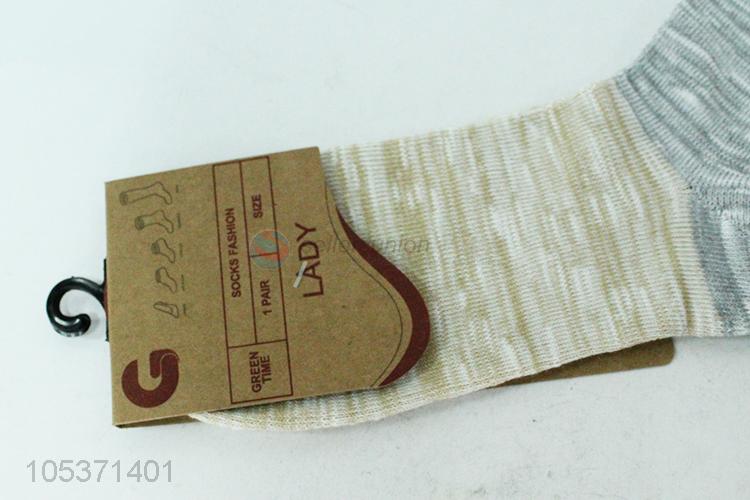 SOCKS FASHION
1 PAIR SIZE
GREEN
TIME
LADY
G
105371401